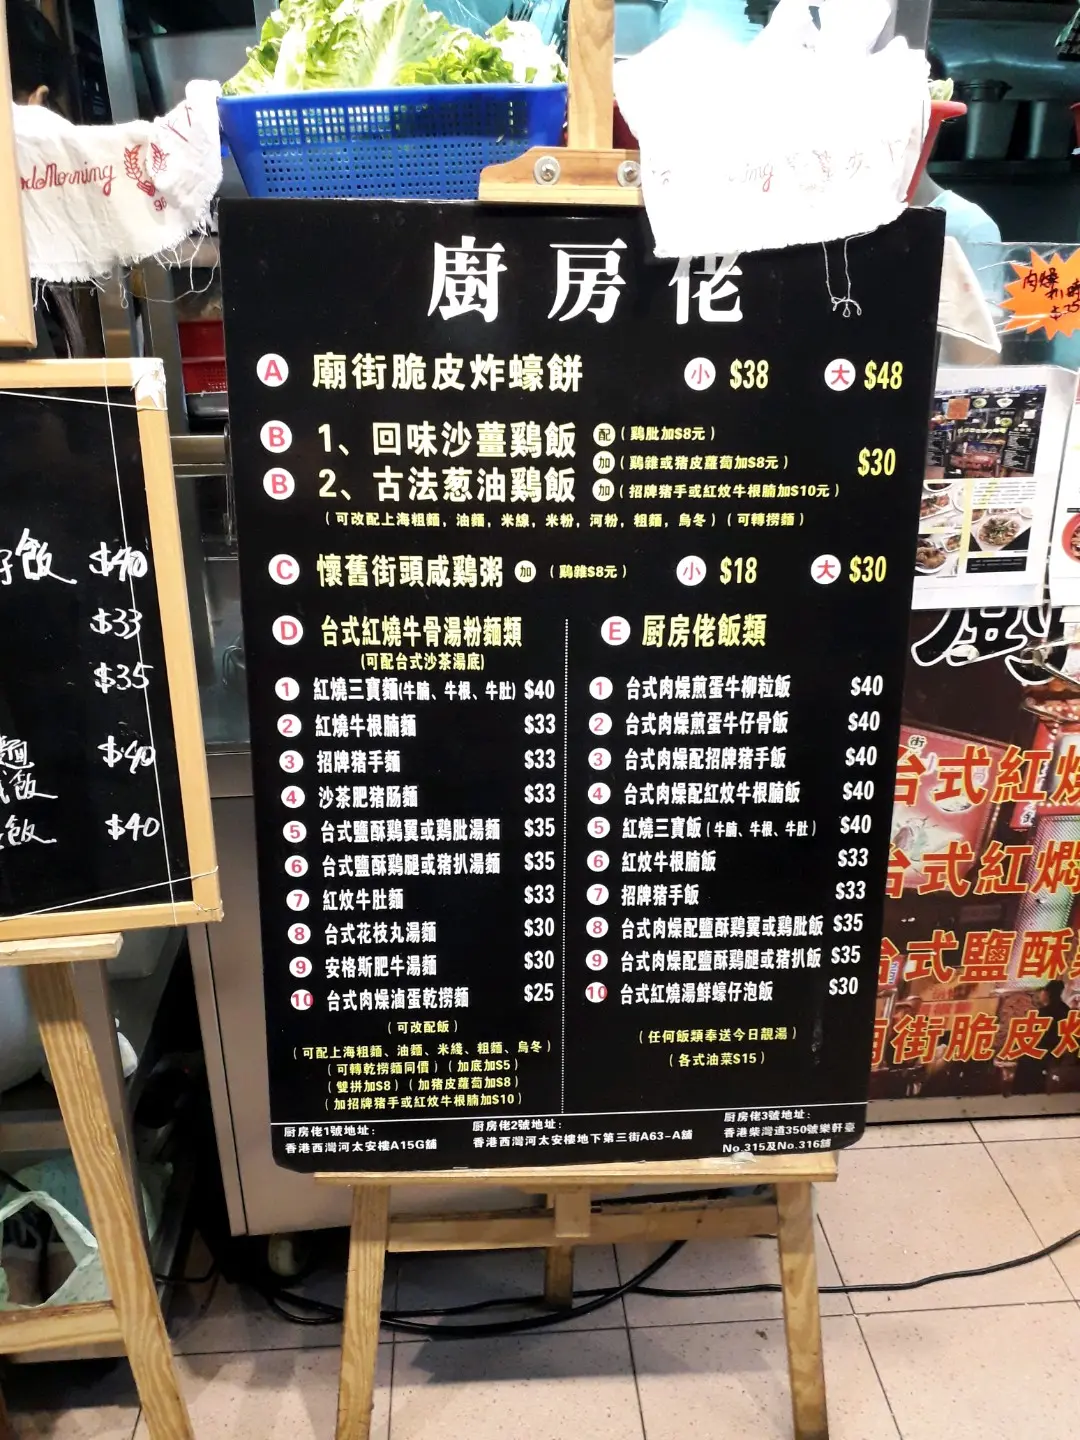 廚房佬
A 廟街脆皮炸蠔餅 小 $38 大 $48
B 1、回味沙薑鷄飯 配（鷄肶加$8元）
加（鷄雜或豬皮蘿蔔加$8元） $30
B 2、古法葱油鷄飯 加（招牌豬手或紅炆牛根腩加$10元）
（可改配上海粗麵，油麵，米線，米粉，河粉，粗麵，烏冬）（可轉撈麵）
C 懷舊街頭咸鷄粥 加（鷄雜$8元） 小 $18 大 $30
D 台式紅燒牛骨湯粉麵類
(可配台式沙茶湯底)
1 紅燒三寶麵(牛腩、牛根、牛肚) $40
2 紅燒牛根腩麵 $33
3 招牌豬手麵 $33
4 沙茶肥豬肠麵 $33
5 台式鹽酥鷄翼或鷄肶湯麵 $35
6 台式鹽酥鷄腿或豬扒湯麵 $35
7 紅炆牛肚麵 $33
8 台式花枝丸湯麵 $30
9 安格斯肥牛湯麵 $30
10 台式肉燥滷蛋乾撈麵 $25
（可改配飯）
（可配上海粗麵、油麵、米綫、粗麵、烏冬）
（可轉乾撈麵同價）（加底加$5）
（雙拼加$8）（加豬皮蘿蔔加$8）
（加招牌豬手或紅炆牛根腩加$10）
E 厨房佬飯類
1 台式肉燥煎蛋牛柳粒飯 $40
2 台式肉燥煎蛋牛仔骨飯 $40
3 台式肉燥配招牌豬手飯 $40
4 台式肉燥配紅炆牛根腩飯 $40
5 紅燒三寶飯（牛腩、牛根、牛肚） $40
6 紅炆牛根腩飯 $33
7 招牌豬手飯 $33
8 台式肉燥配鹽酥鷄翼或鷄肶飯 $35
9 台式肉燥配鹽酥鷄腿或豬扒飯 $35
10 台式紅燒湯鮮蠔仔泡飯 $30
（任何飯類奉送今日靚湯）
（各式油菜$15）
厨房佬1號地址：
香港西灣河太安樓A15G舖
厨房佬2號地址：
香港西灣河太安樓地下第三街A63-A舖
厨房佬3號地址：
香港柴灣道350號樂軒臺
No.315及No.316舖
Morning
96
飯 $40
$33
$35
麵 $40
飯
飯 $40
肉燥
台式紅燒
台式紅燜
台式鹽酥
廟街脆皮炸